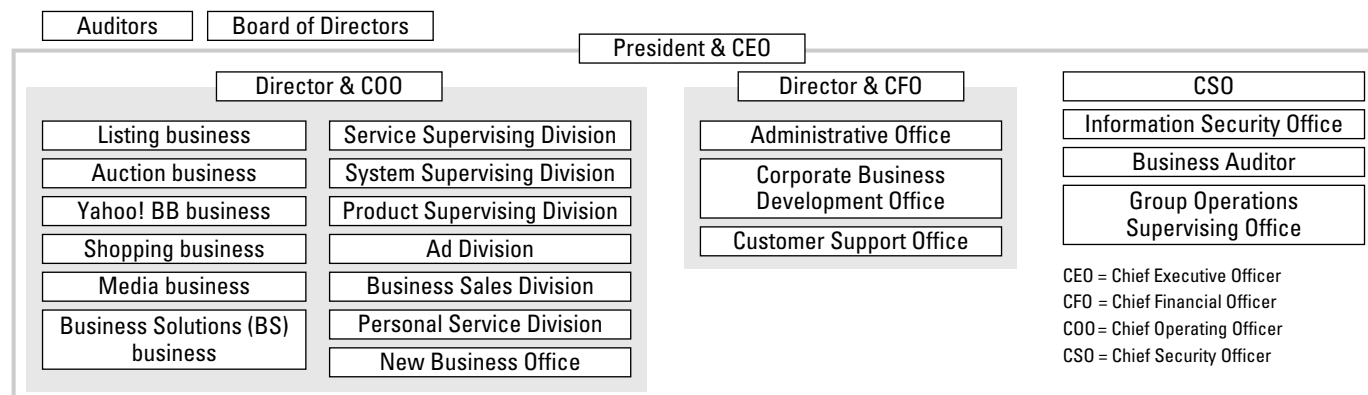 Auditors
Board of Directors
President & CEO
Director & COO
Listing business
Auction business
Yahoo! BB business
Shopping business
Media business
Business Solutions (BS)
business
Service Supervising Division
System Supervising Division
Product Supervising Division
Ad Division
Business Sales Division
Personal Service Division
New Business Office
Director & CFO
Administrative Office
Corporate Business
Development Office
Customer Support Office
CSO
Information Security Office
Business Auditor
Group Operations
Supervising Office
CEO = Chief Executive Officer
CFO = Chief Financial Officer
COO = Chief Operating Officer
CSO = Chief Security Officer